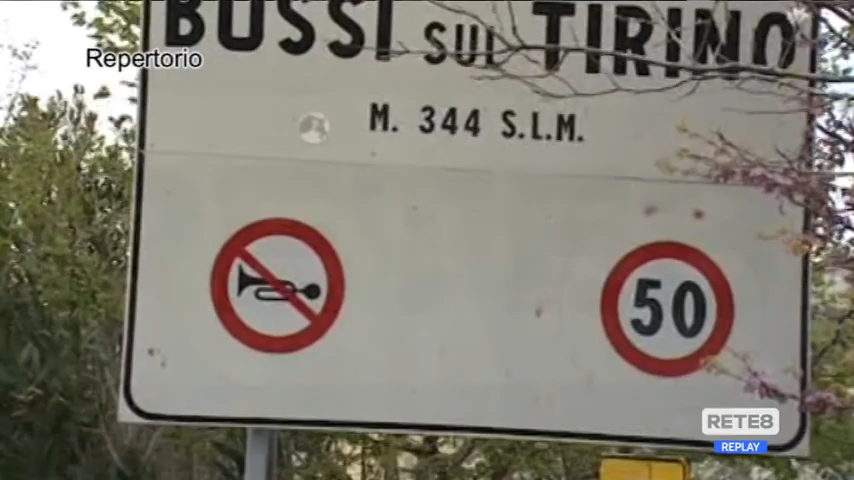 Repertorio
BUSSI SUL TIRINO
M. 344 S.L.M.
50
RETE8
REPLAY